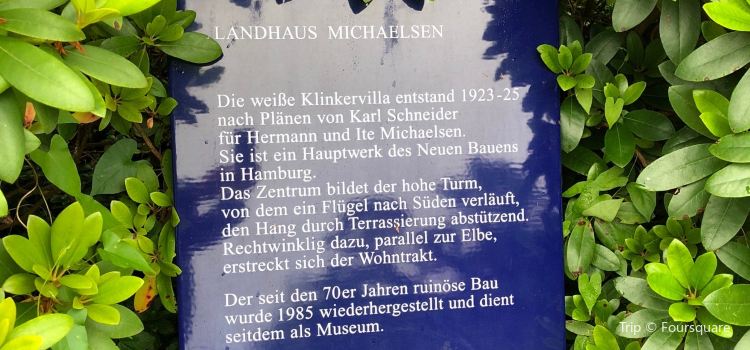 LANDHAUS MICHAELSEN
Die weiße Klinkervilla entstand 1923-25
nach Plänen von Karl Schneider
für Hermann und Ite Michaelsen.
Sie ist ein Hauptwerk des Neuen Bauens
in Hamburg.
Das Zentrum bildet der hohe Turm,
von dem ein Flügel nach Süden verläuft,
den Hang durch Terrassierung abstützend.
Rechtwinklig dazu, parallel zur Elbe,
erstreckt sich der Wohntrakt.
Der seit den 70er Jahren ruinöse Bau
wurde 1985 wiederhergestellt und dient
seitdem als Museum.
Trip © Foursquare